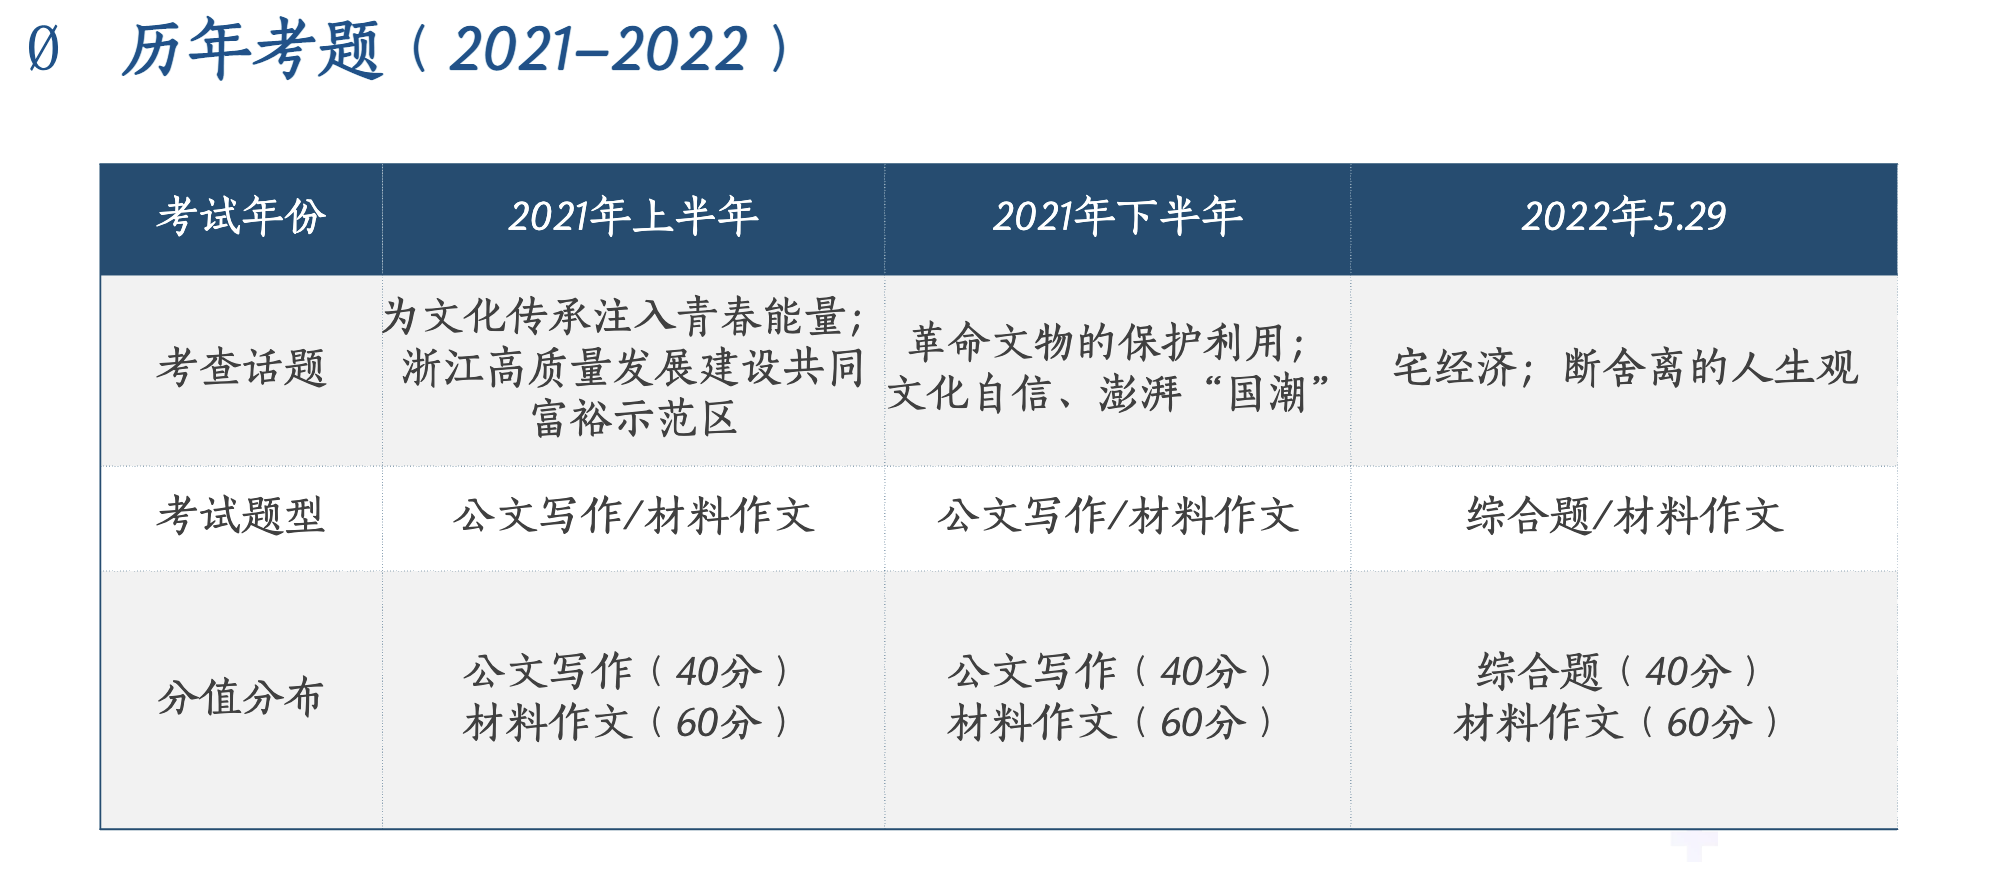 Ø 历年考题（2021–2022）
考试年份 2021年上半年 2021年下半年 2022年5.29
考查话题
为文化传承注入青春能量；
浙江高质量发展建设共同
富裕示范区
革命文物的保护利用；
文化自信、澎湃“国潮”
宅经济；断舍离的人生观
考试题型 公文写作/材料作文 公文写作/材料作文 综合题/材料作文
分值分布
公文写作（40分）
材料作文（60分）
公文写作（40分）
材料作文（60分）
综合题（40分）
材料作文（60分）